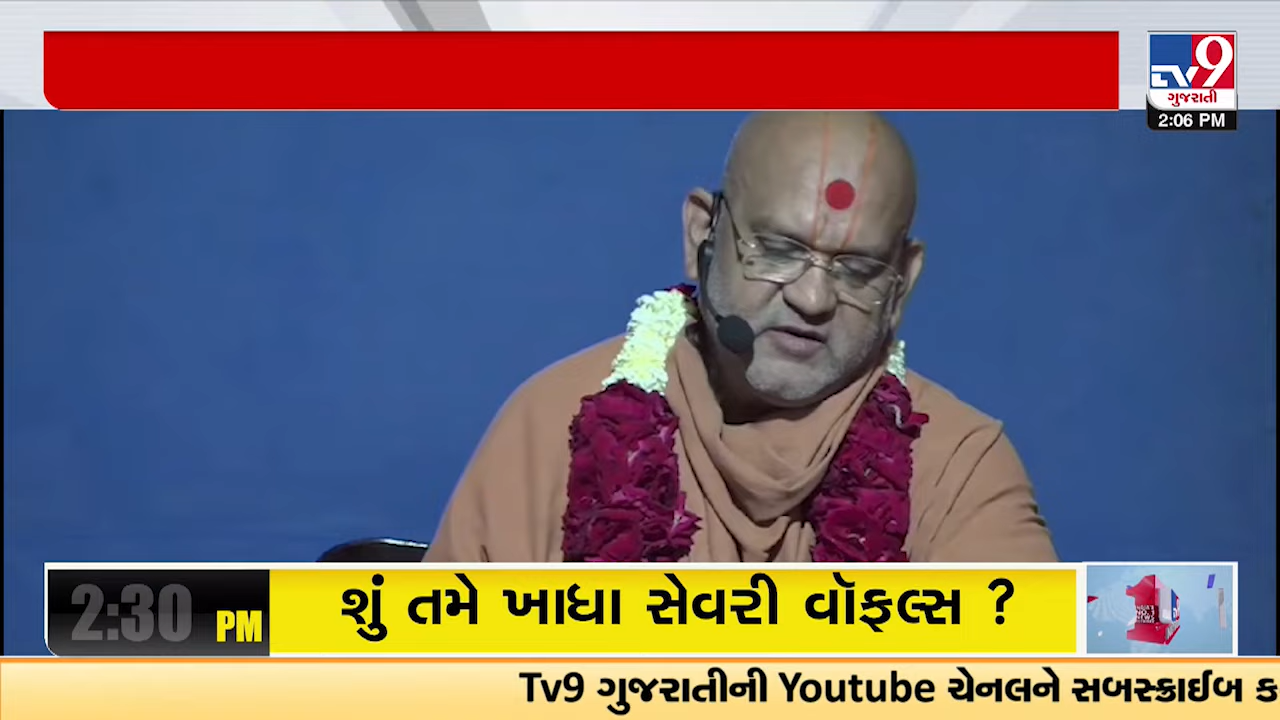 TV9
ગુજરાતી
2:06 PM
2:30 PM
શું તમે ખાધા સેવરી વૉફલ્સ ?
Tv9 ગુજરાતીની Youtube ચેનલને સબસ્ક્રાઈબ ક